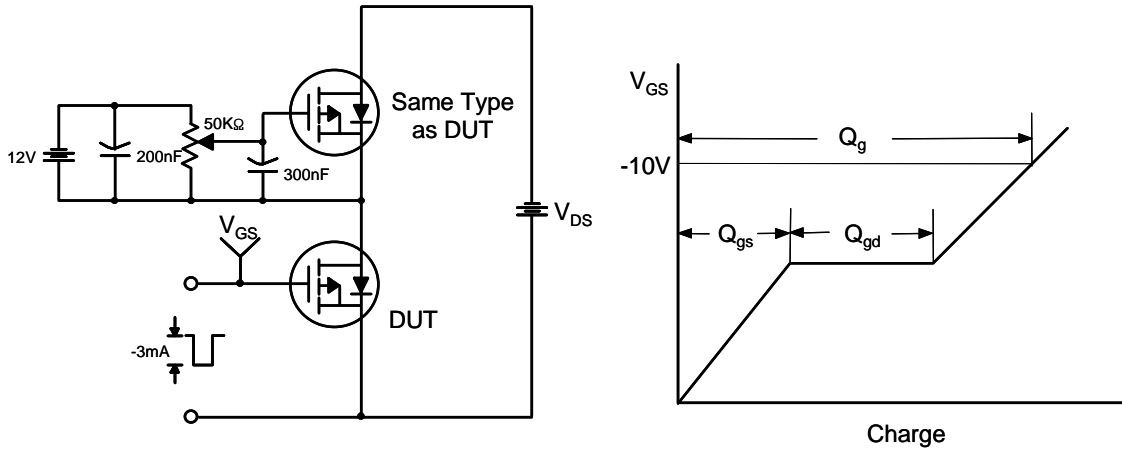 Same Type
as DUT
50KΩ
12V
200nF
300nF
V_GS
V_DS
DUT
-3mA
V_GS
Q_g
-10V
Q_gs
Q_gd
Charge